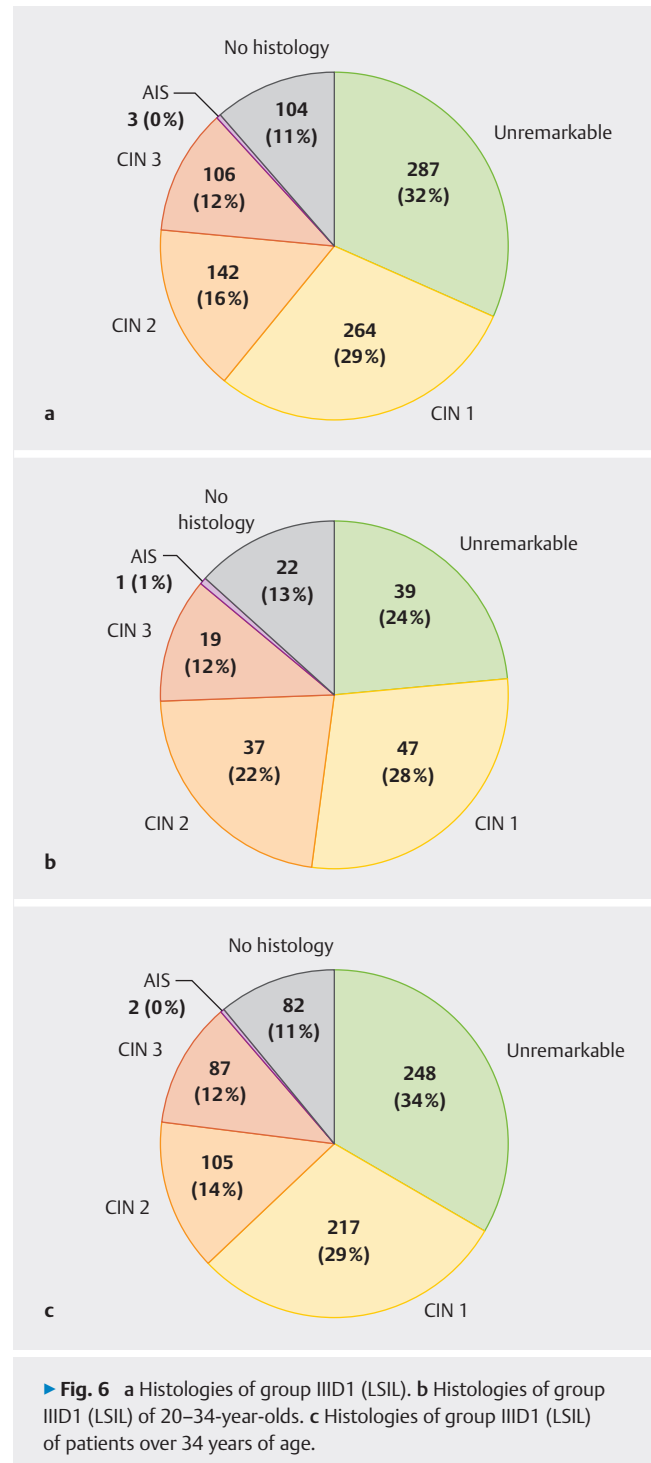 No histology
AIS
3 (0%)
104
(11%)
Unremarkable
CIN 3
287
(32%)
106
(12%)
142
(16%)
CIN 2
264
(29%)
CIN 1
a
No
histology
Unremarkable
AIS
1 (1%)
22
(13%)
39
(24%)
CIN 3
19
(12%)
37
(22%)
47
(28%)
CIN 2
CIN 1
b
No histology
AIS
2 (0%)
82
(11%)
Unremarkable
CIN 3
87
(12%)
248
(34%)
105
(14%)
CIN 2
217
(29%)
CIN 1
c
► Fig. 6 a Histologies of group IIID1 (LSIL). b Histologies of group
IIID1 (LSIL) of 20–34-year-olds. c Histologies of group IIID1 (LSIL)
of patients over 34 years of age.